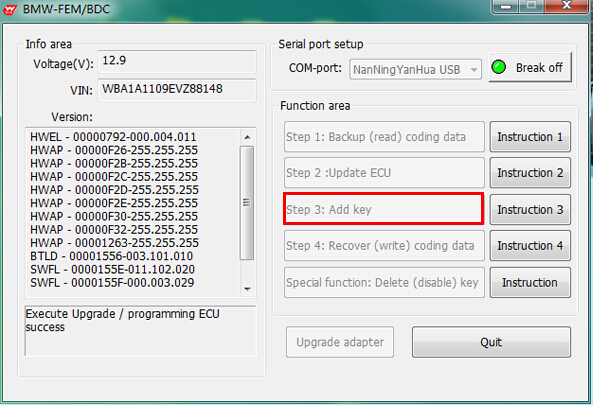 BMW-FEM/BDC
Info area
Voltage(V): 12.9
VIN: WBA1A1109EVZ88148
Version:
HWEL - 00000792-000.004.011
HWAP - 00000F26-255.255.255
HWAP - 00000F2B-255.255.255
HWAP - 00000F2C-255.255.255
HWAP - 00000F2D-255.255.255
HWAP - 00000F2E-255.255.255
HWAP - 00000F30-255.255.255
HWAP - 00000F32-255.255.255
HWAP - 00001263-255.255.255
BTLD - 00001556-003.101.010
SWFL - 0000155E-011.102.020
SWFL - 0000155F-000.003.029
Execute Upgrade / programming ECU
success
Serial port setup
COM-port: NanNingYanHua USB Break off
Function area
Step 1: Backup (read) coding data Instruction 1
Step 2 :Update ECU Instruction 2
Step 3: Add key Instruction 3
Step 4: Recover (write) coding data Instruction 4
Special function: Delete (disable) key Instruction
Upgrade adapter Quit